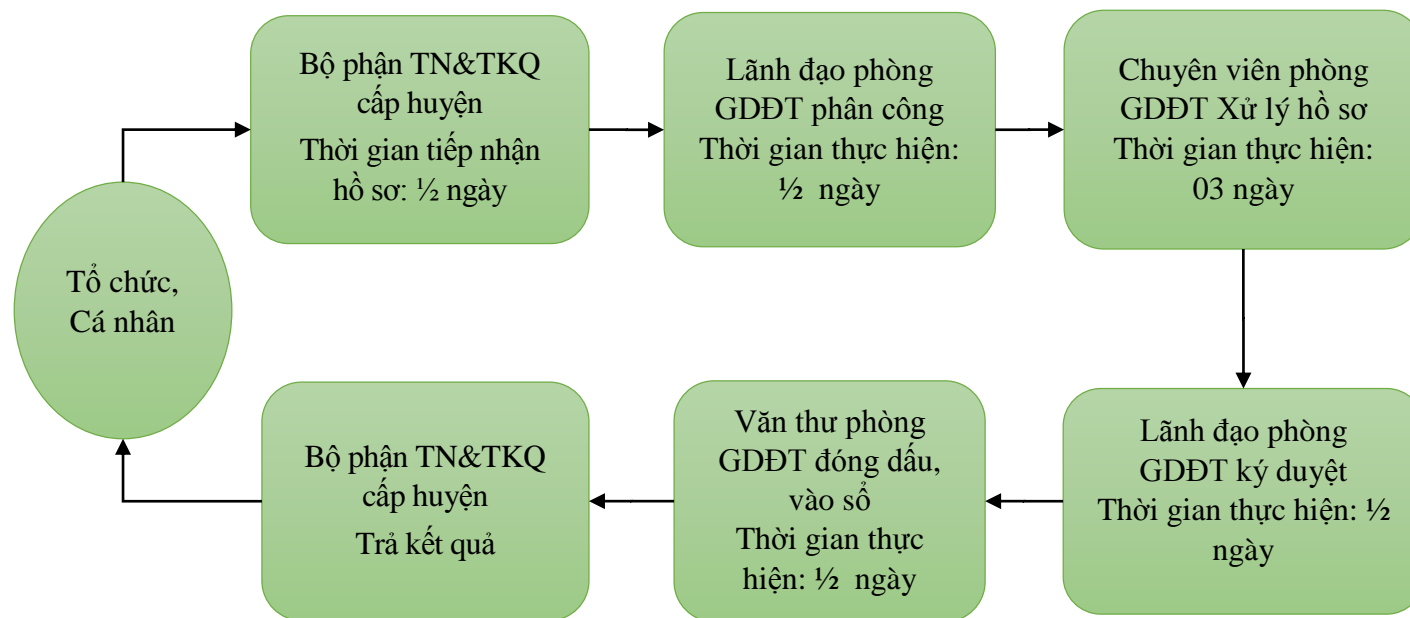 Bộ phận TN&TKQ
cấp huyện
Thời gian tiếp nhận
hồ sơ: ½ ngày
Lãnh đạo phòng
GDĐT phân công
Thời gian thực hiện:
½ ngày
Chuyên viên phòng
GDĐT Xử lý hồ sơ
Thời gian thực hiện:
03 ngày
Tổ chức,
Cá nhân
Bộ phận TN&TKQ
cấp huyện
Trả kết quả
Văn thư phòng
GDĐT đóng dấu,
vào sổ
Thời gian thực
hiện: ½ ngày
Lãnh đạo phòng
GDĐT ký duyệt
Thời gian thực hiện: ½
ngày